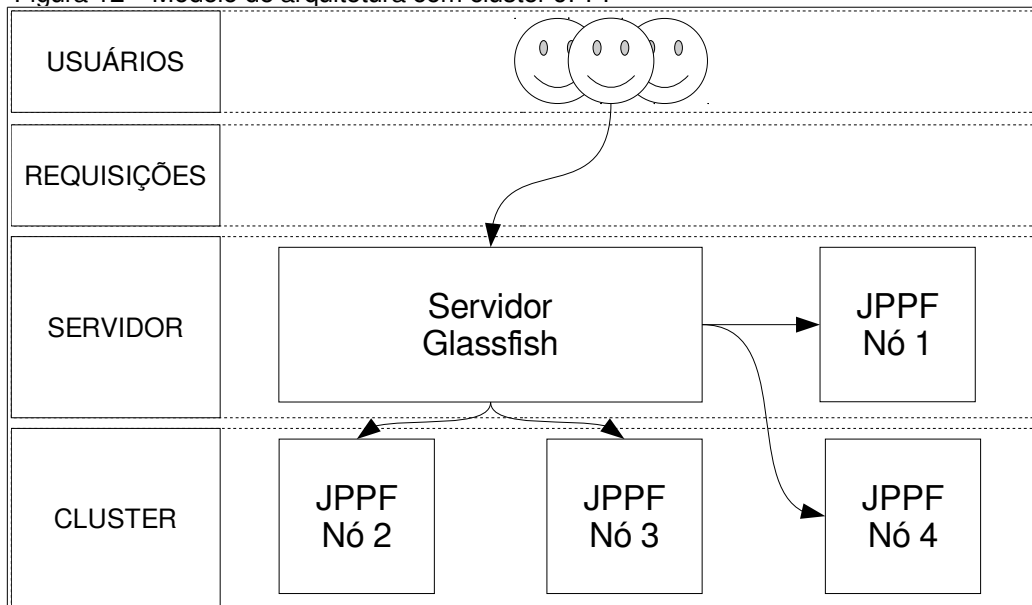 USUÁRIOS
REQUISIÇÕES
SERVIDOR
Servidor
Glassfish
JPPF
Nó 1
CLUSTER
JPPF
Nó 2
JPPF
Nó 3
JPPF
Nó 4